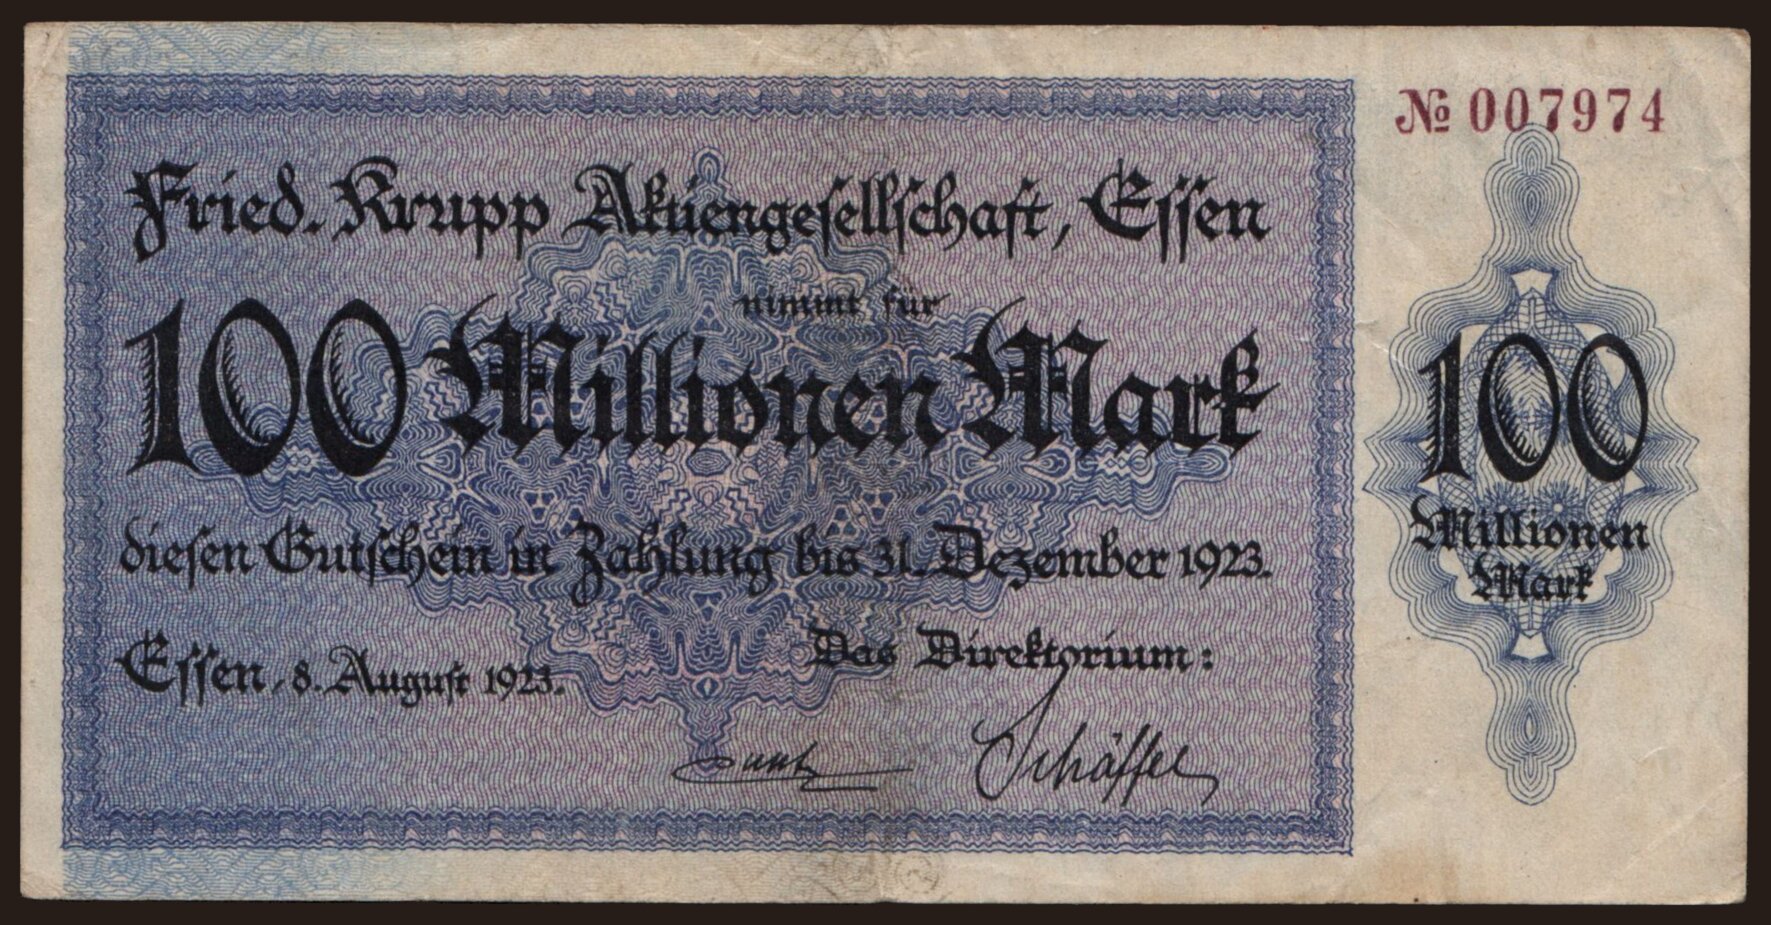 № 007974
Fried. Krupp Aktiengesellschaft, Essen
nimmt für
100 Millionen Mark
diesen Gutschein in Zahlung bis 31. Dezember 1923.
Essen, 8. August 1923.
Das Direktorium:
Schäffer
100
Millionen
Mark